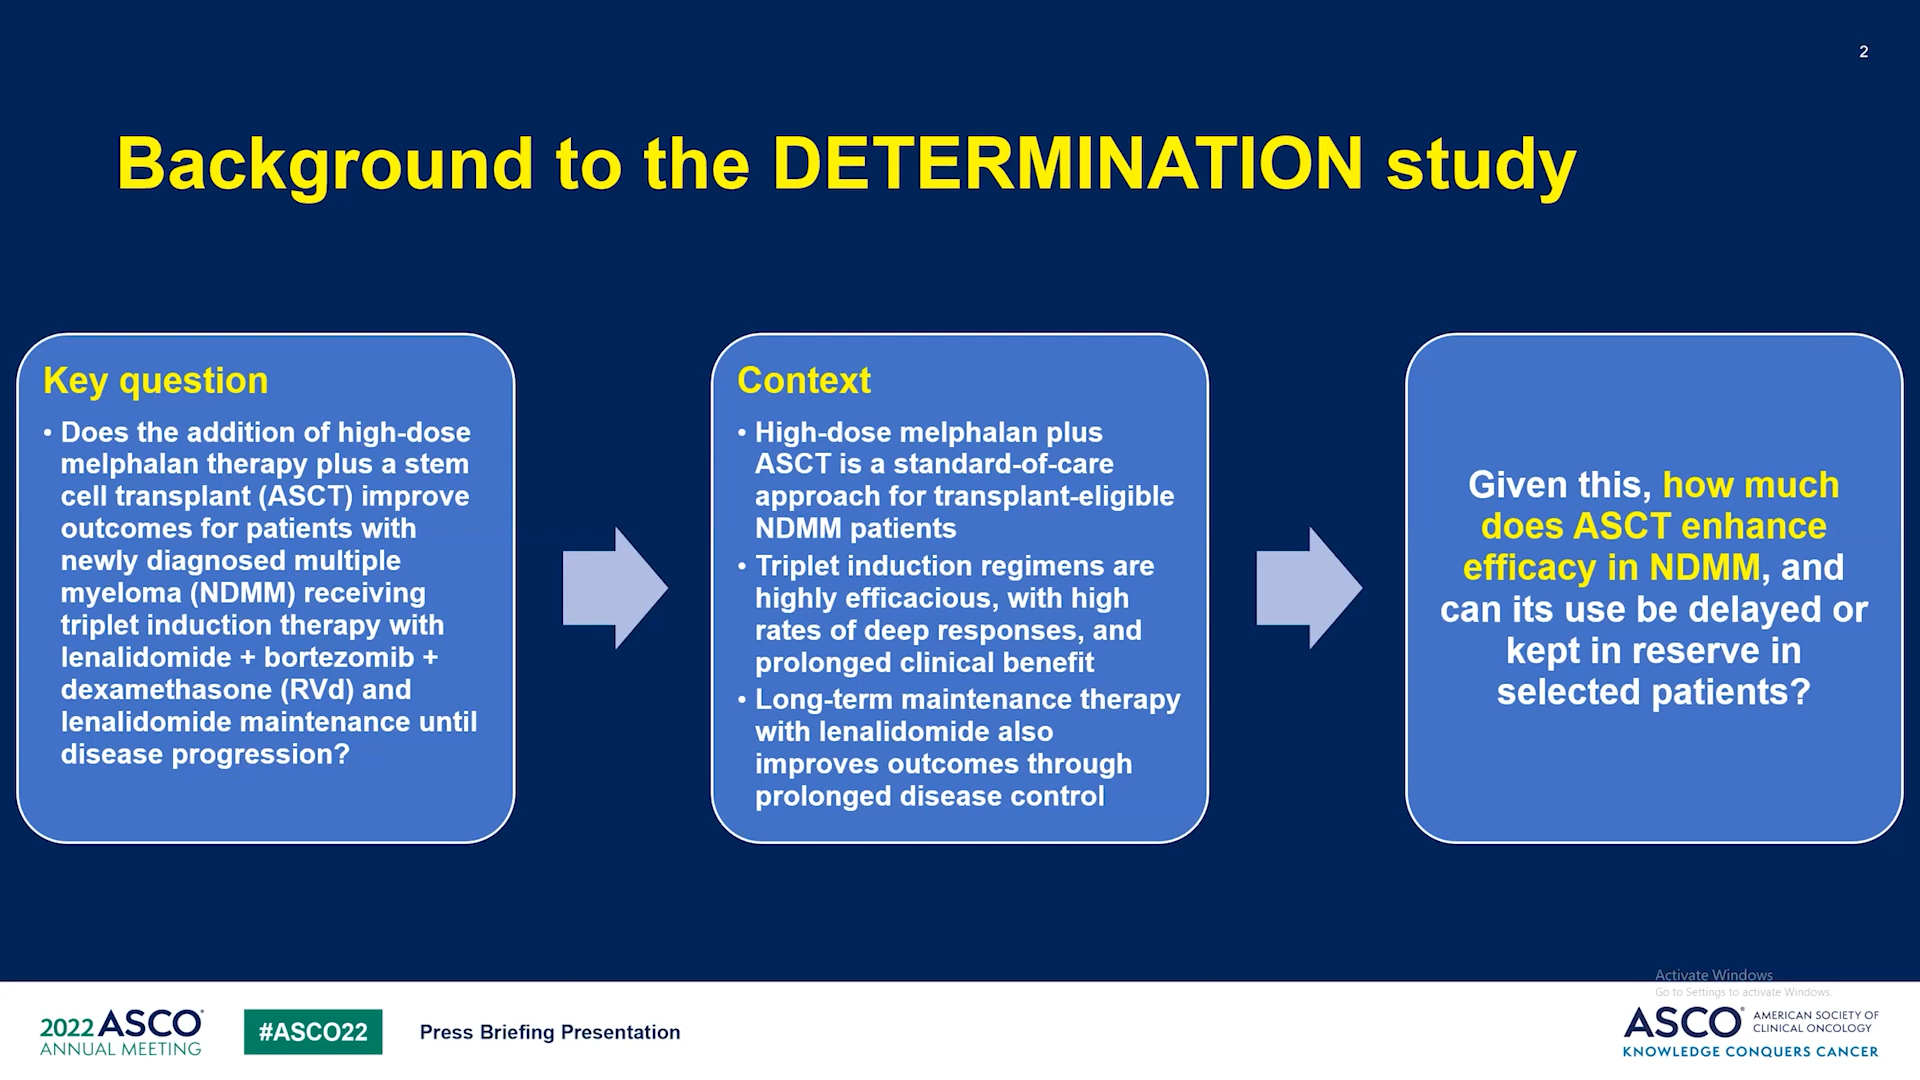 2
Background to the DETERMINATION study
Key question
• Does the addition of high-dose
melphalan therapy plus a stem
cell transplant (ASCT) improve
outcomes for patients with
newly diagnosed multiple
myeloma (NDMM) receiving
triplet induction therapy with
lenalidomide + bortezomib +
dexamethasone (RVd) and
lenalidomide maintenance until
disease progression?
Context
• High-dose melphalan plus
ASCT is a standard-of-care
approach for transplant-eligible
NDMM patients
• Triplet induction regimens are
highly efficacious, with high
rates of deep responses, and
prolonged clinical benefit
• Long-term maintenance therapy
with lenalidomide also
improves outcomes through
prolonged disease control
Given this, how much
does ASCT enhance
efficacy in NDMM, and
can its use be delayed or
kept in reserve in
selected patients?
Activate Windows
Go to Settings to activate Windows.
2022 ASCO®
ANNUAL MEETING
#ASCO22
Press Briefing Presentation
ASCO®
AMERICAN SOCIETY OF
CLINICAL ONCOLOGY
KNOWLEDGE CONQUERS CANCER